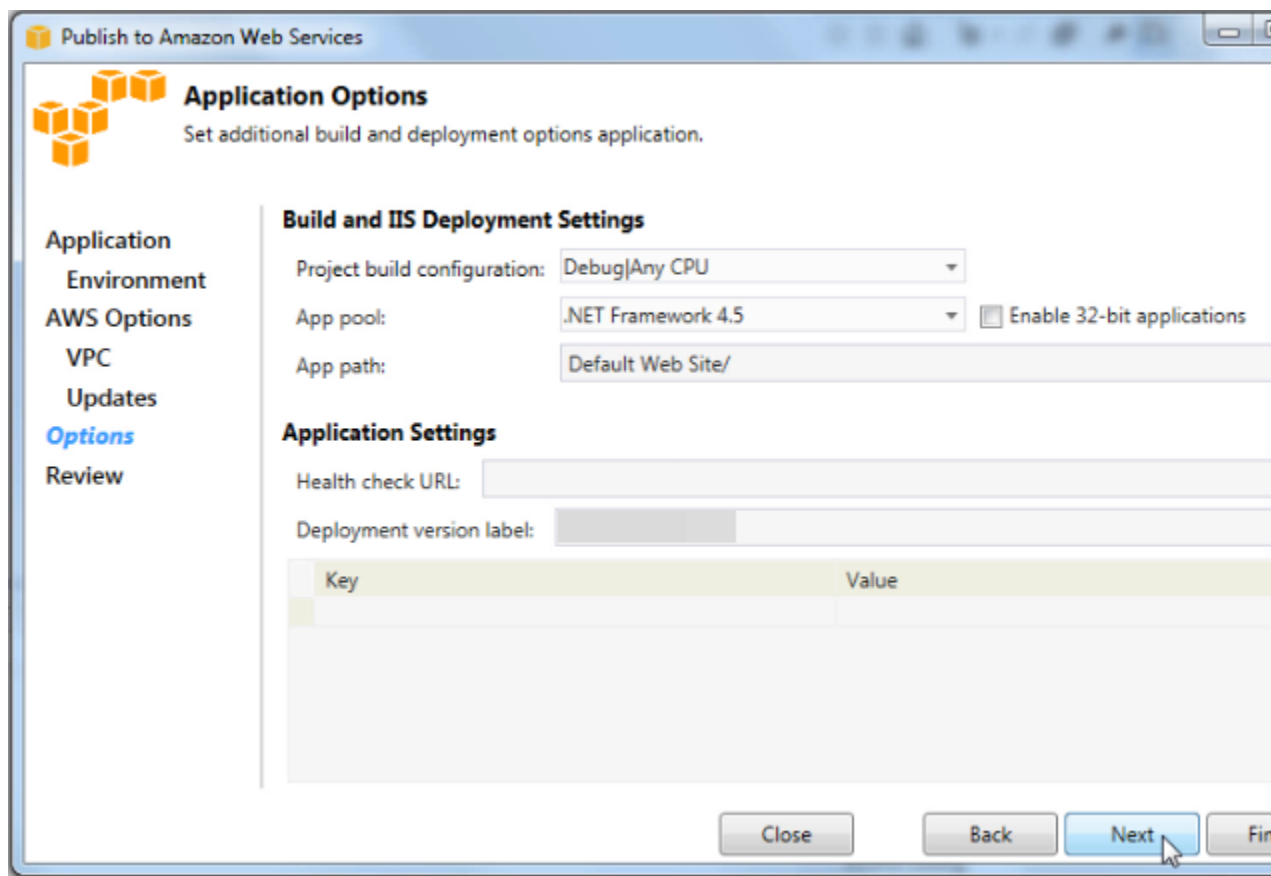 Publish to Amazon Web Services
Application Options
Set additional build and deployment options application.
Application
Environment
AWS Options
VPC
Updates
Options
Review
Build and IIS Deployment Settings
Project build configuration: Debug|Any CPU
App pool: .NET Framework 4.5 Enable 32-bit applications
App path: Default Web Site/
Application Settings
Health check URL:
Deployment version label:
Key Value
Close Back Next